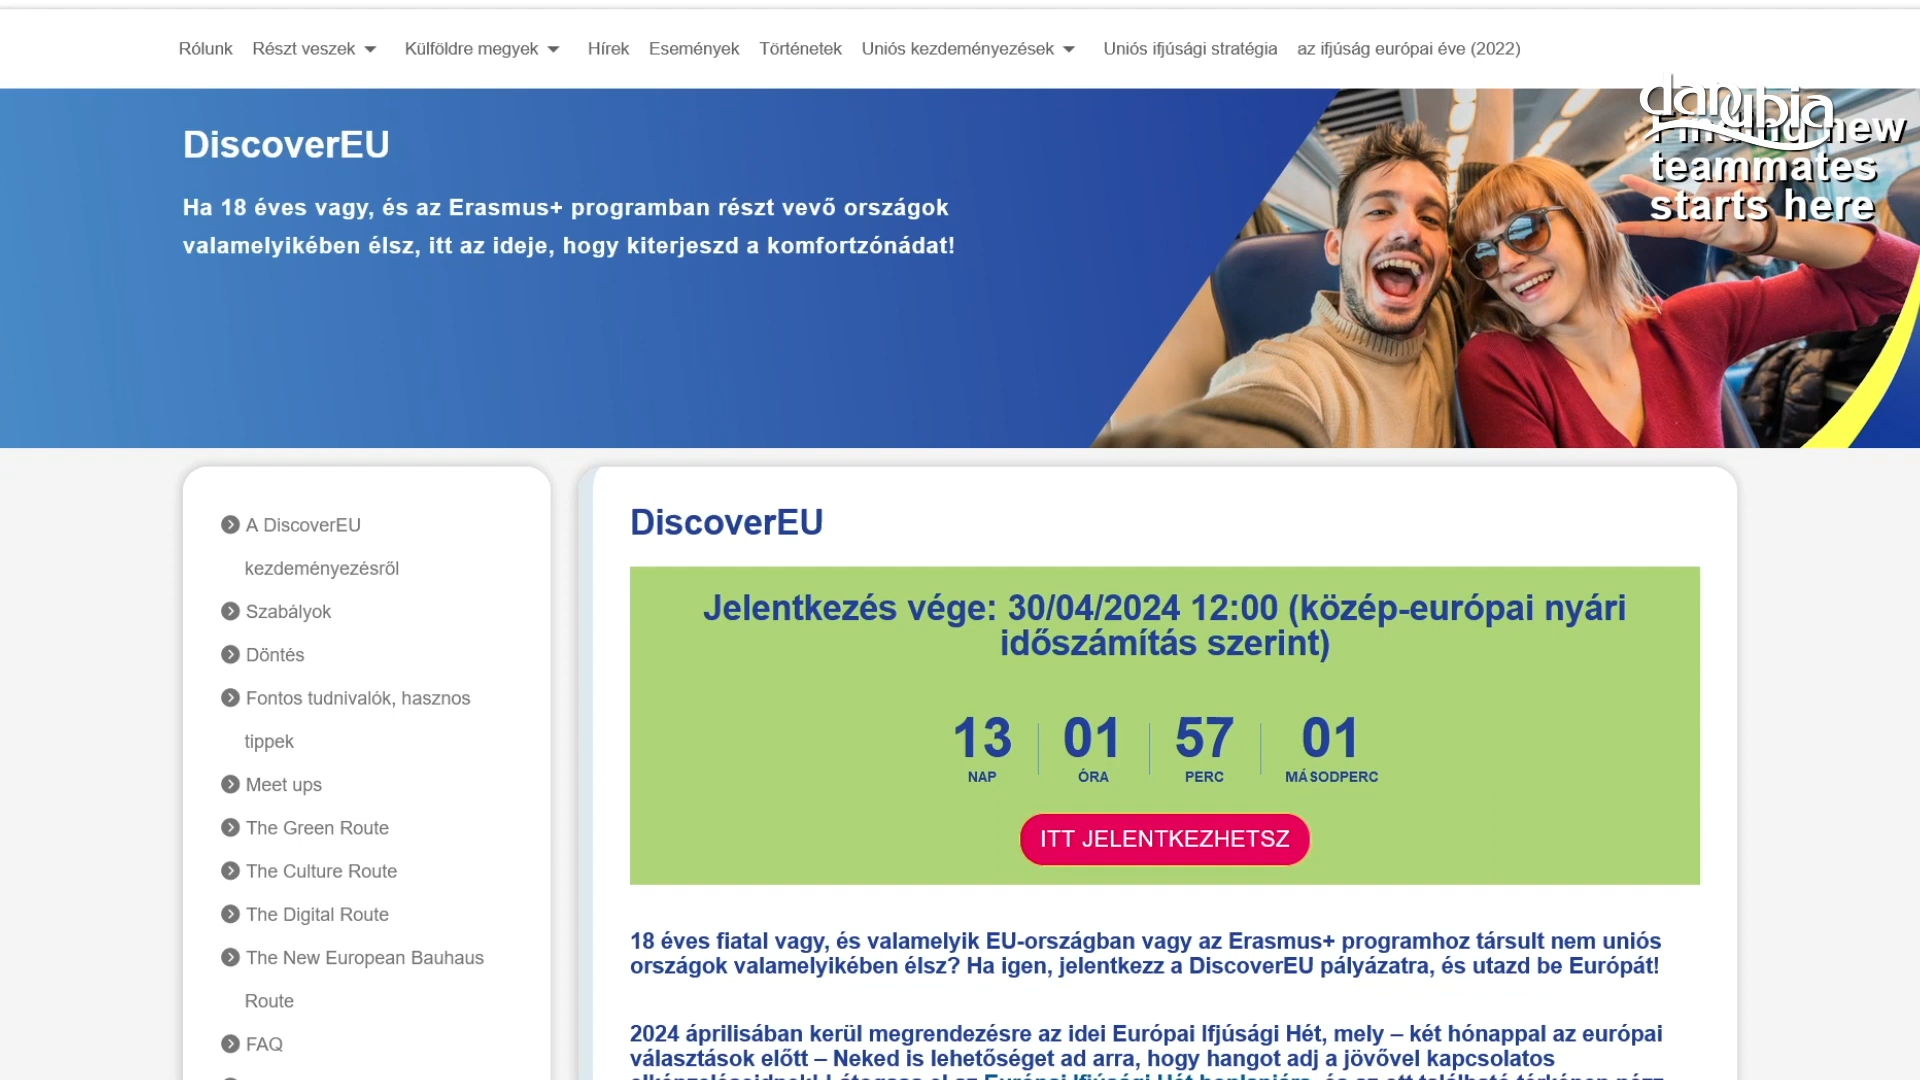 Rólunk Részt veszek Külföldre megyek Hírek Események Történetek Uniós kezdeményezések Uniós ifjúsági stratégia az ifjúság európai éve (2022)
danubia
Finding new
teammates
starts here
DiscoverEU
Ha 18 éves vagy, és az Erasmus+ programban részt vevő országok
valamelyikében élsz, itt az ideje, hogy kiterjeszd a komfortzónádat!
A DiscoverEU
kezdeményezésről
Szabályok
Döntés
Fontos tudnivalók, hasznos
tippek
Meet ups
The Green Route
The Culture Route
The Digital Route
The New European Bauhaus
Route
FAQ
DiscoverEU
Jelentkezés vége: 30/04/2024 12:00 (közép-európai nyári
időszámítás szerint)
13 01 57 01
NAP ÓRA PERC MÁSODPERC
ITT JELENTKEZHETSZ
18 éves fiatal vagy, és valamelyik EU-országban vagy az Erasmus+ programhoz társult nem uniós
országok valamelyikében élsz? Ha igen, jelentkezz a DiscoverEU pályázatra, és utazd be Európát!
2024 áprilisában kerül megrendezésre az idei Európai Ifjúsági Hét, mely – két hónappal az európai
választások előtt – Neked is lehetőséget ad arra, hogy hangot adj a jövővel kapcsolatos